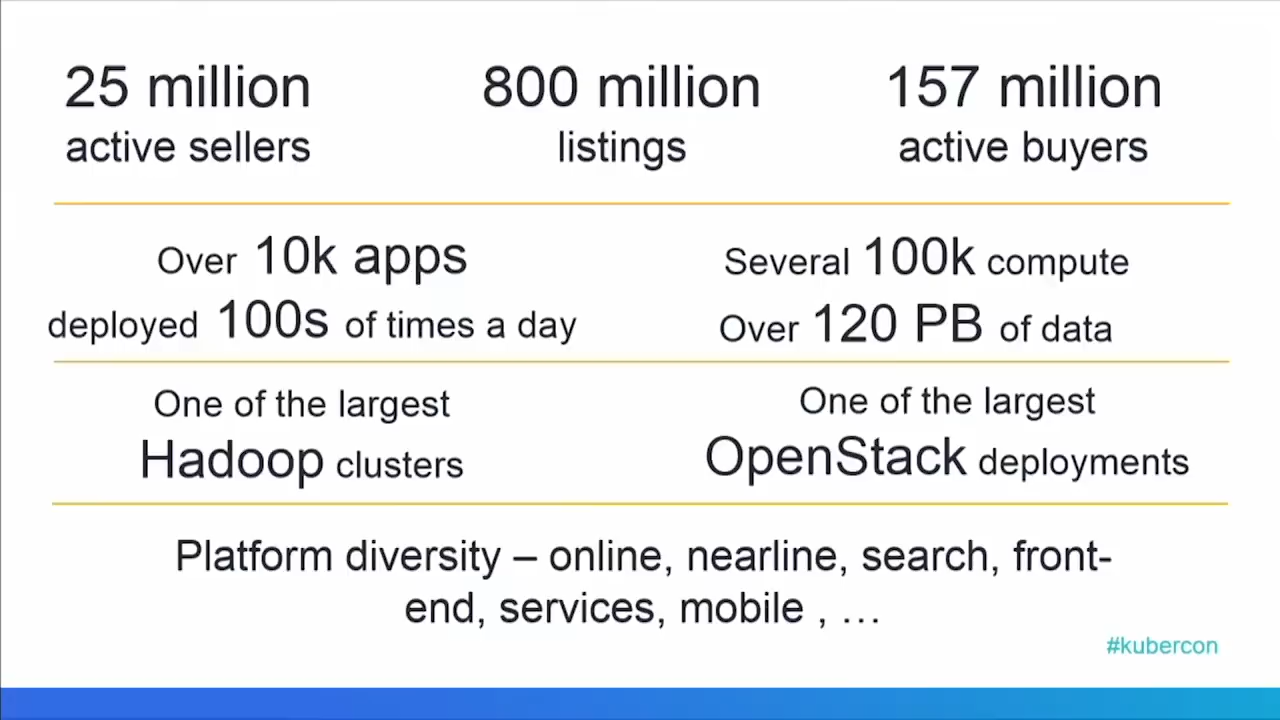 25 million
active sellers
800 million
listings
157 million
active buyers
Over 10k apps
deployed 100s of times a day
Several 100k compute
Over 120 PB of data
One of the largest
Hadoop clusters
One of the largest
OpenStack deployments
Platform diversity – online, nearline, search, front-
end, services, mobile , …
#kubercon